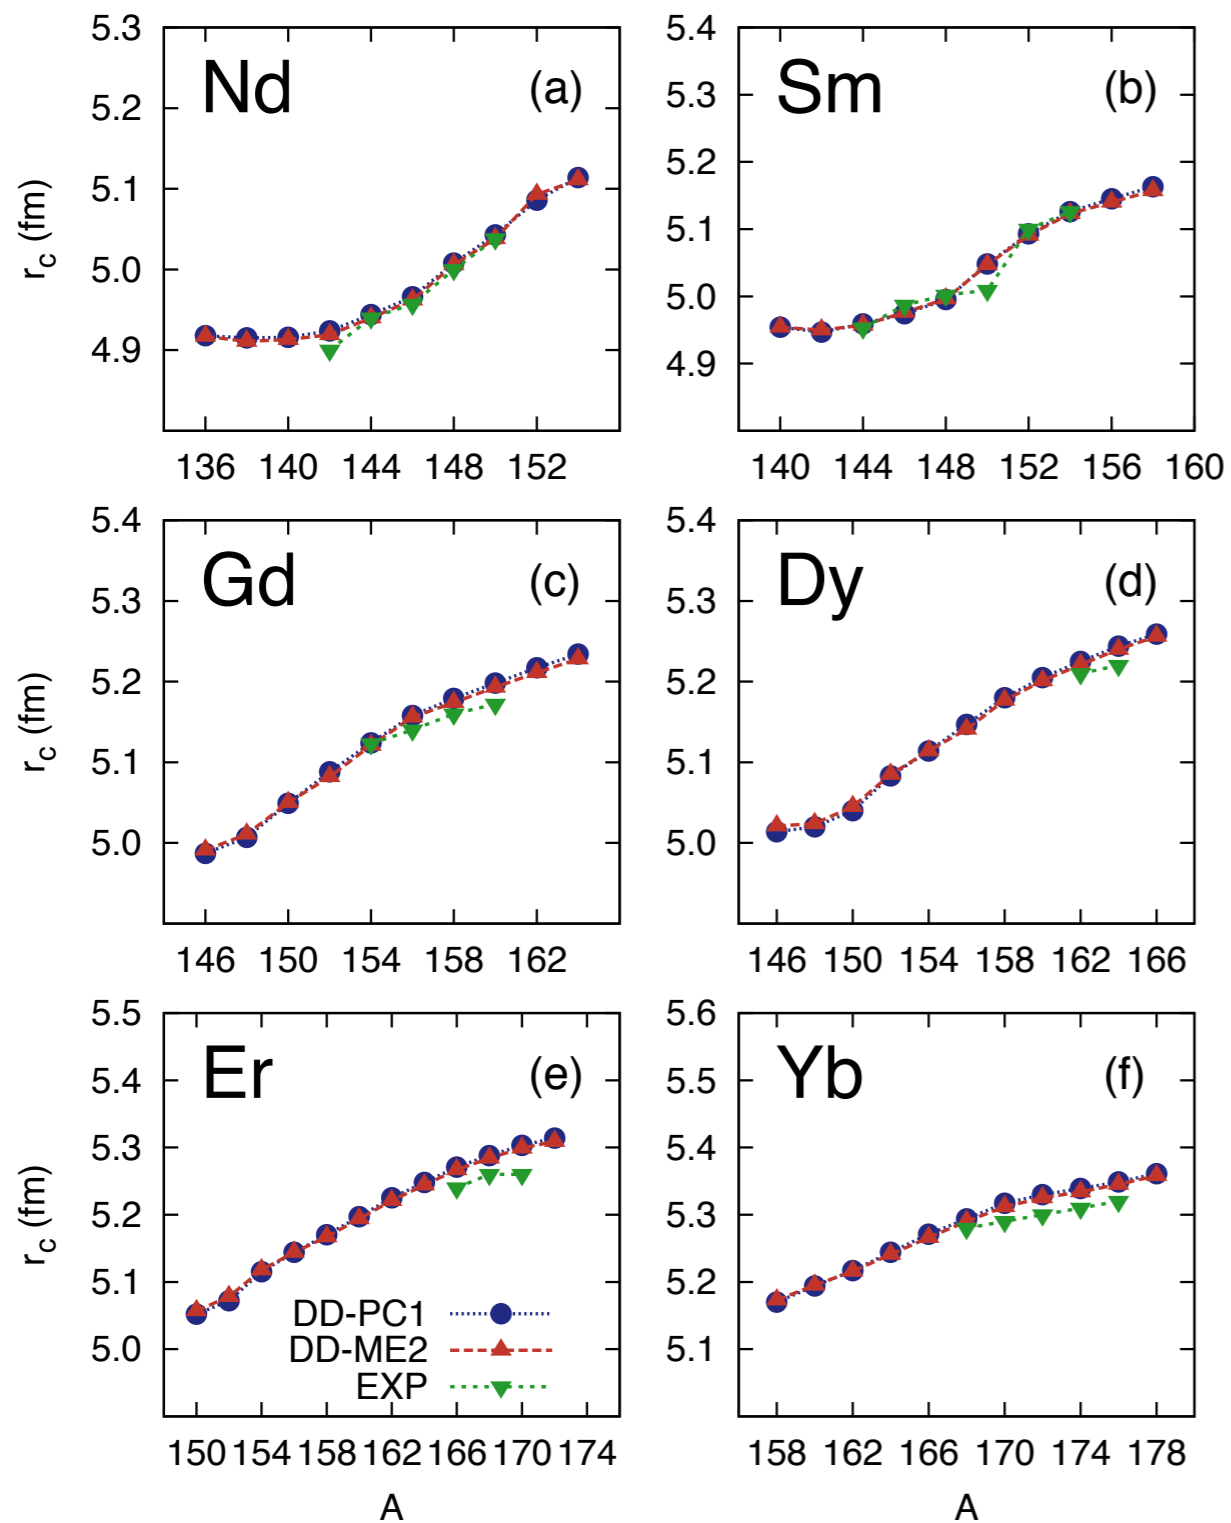 Nd (a)
5.3
5.2
5.1
5.0
4.9
r_c (fm)
136 140 144 148 152
Sm (b)
5.4
5.3
5.2
5.1
5.0
4.9
140 144 148 152 156 160
Gd (c)
5.4
5.3
5.2
5.1
5.0
r_c (fm)
146 150 154 158 162
Dy (d)
5.4
5.3
5.2
5.1
5.0
146 150 154 158 162 166
Er (e)
5.5
5.4
5.3
5.2
5.1
5.0
r_c (fm)
DD-PC1
DD-ME2
EXP
150 154 158 162 166 170 174
A
Yb (f)
5.6
5.5
5.4
5.3
5.2
5.1
158 162 166 170 174 178
A